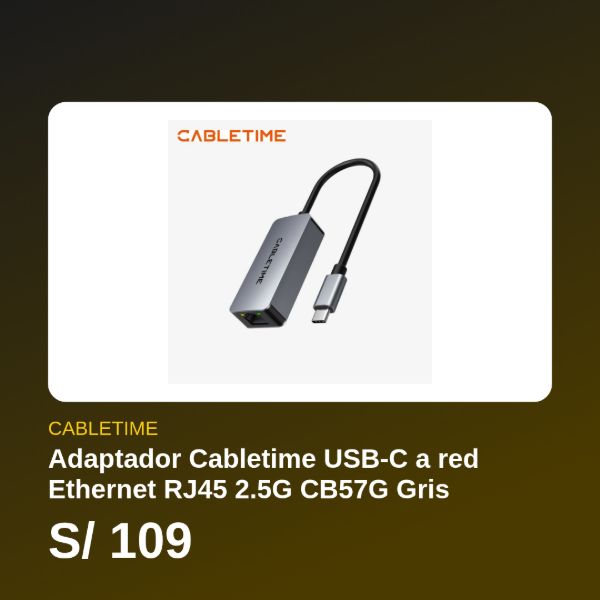 CABLETIME
CABLETIME
CABLETIME
Adaptador Cabletime USB-C a red
Ethernet RJ45 2.5G CB57G Gris
S/ 109